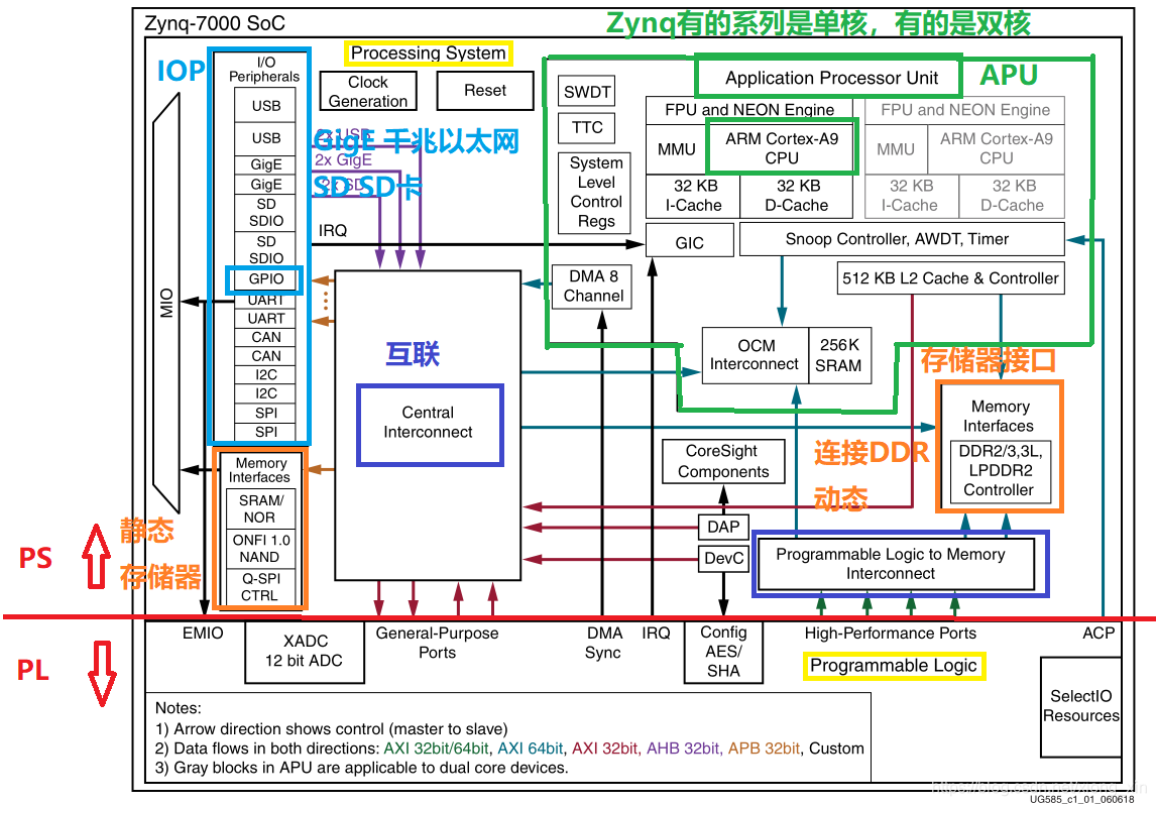 Zynq-7000 SoC
Zynq有的系列是单核，有的是双核
IOP
I/O
Peripherals
USB
USB
GigE
GigE
SD
SDIO
SD
SDIO
GPIO
UART
UART
CAN
CAN
I2C
I2C
SPI
SPI
MIO
Processing System
Clock
Generation
Reset
2x USB
GigE 千兆以太网
2x GigE
2x SD
SD SD卡
IRQ
SWDT
TTC
System
Level
Control
Regs
Application Processor Unit
APU
FPU and NEON Engine
MMU
ARM Cortex-A9
CPU
32 KB
I-Cache
32 KB
D-Cache
FPU and NEON Engine
MMU
ARM Cortex-A9
CPU
32 KB
I-Cache
32 KB
D-Cache
GIC
Snoop Controller, AWDT, Timer
DMA 8
Channel
512 KB L2 Cache & Controller
OCM
Interconnect
256K
SRAM
互联
Central
Interconnect
存储器接口
Memory
Interfaces
DDR2/3,3L,
LPDDR2
Controller
连接DDR
动态
CoreSight
Components
DAP
DevC
Programmable Logic to Memory
Interconnect
Memory
Interfaces
SRAM/
NOR
ONFI 1.0
NAND
Q-SPI
CTRL
静态
存储器
PS
PL
EMIO
XADC
12 bit ADC
General-Purpose
Ports
DMA
Sync
IRQ
Config
AES/
SHA
High-Performance Ports
ACP
Programmable Logic
SelectIO
Resources
Notes:
1) Arrow direction shows control (master to slave)
2) Data flows in both directions: AXI 32bit/64bit, AXI 64bit, AXI 32bit, AHB 32bit, APB 32bit, Custom
3) Gray blocks in APU are applicable to dual core devices.
UG585_c1_01_060618